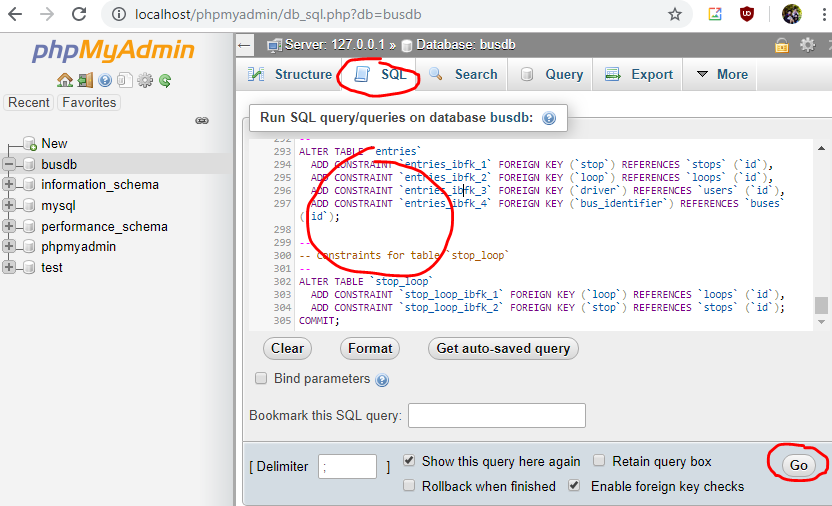 localhost/phpmyadmin/db_sql.php?db=busdb
phpMyAdmin
Recent Favorites
New
busdb
information_schema
mysql
performance_schema
phpmyadmin
test
Server: 127.0.0.1 » Database: busdb
Structure SQL Search Query Export More
Run SQL query/queries on database busdb:
292 --
293 ALTER TABLE `entries`
294 ADD CONSTRAINT `entries_ibfk_1` FOREIGN KEY (`stop`) REFERENCES `stops` (`id`),
295 ADD CONSTRAINT `entries_ibfk_2` FOREIGN KEY (`loop`) REFERENCES `loops` (`id`),
296 ADD CONSTRAINT `entries_ibfk_3` FOREIGN KEY (`driver`) REFERENCES `users` (`id`),
297 ADD CONSTRAINT `entries_ibfk_4` FOREIGN KEY (`bus_identifier`) REFERENCES `buses`
(`id`);
298
299 --
300 -- Constraints for table `stop_loop`
301 --
302 ALTER TABLE `stop_loop`
303 ADD CONSTRAINT `stop_loop_ibfk_1` FOREIGN KEY (`loop`) REFERENCES `loops` (`id`),
304 ADD CONSTRAINT `stop_loop_ibfk_2` FOREIGN KEY (`stop`) REFERENCES `stops` (`id`);
305 COMMIT;
Clear Format Get auto-saved query
Bind parameters
Bookmark this SQL query:
[ Delimiter ; ] Show this query here again Retain query box Go
Rollback when finished Enable foreign key checks